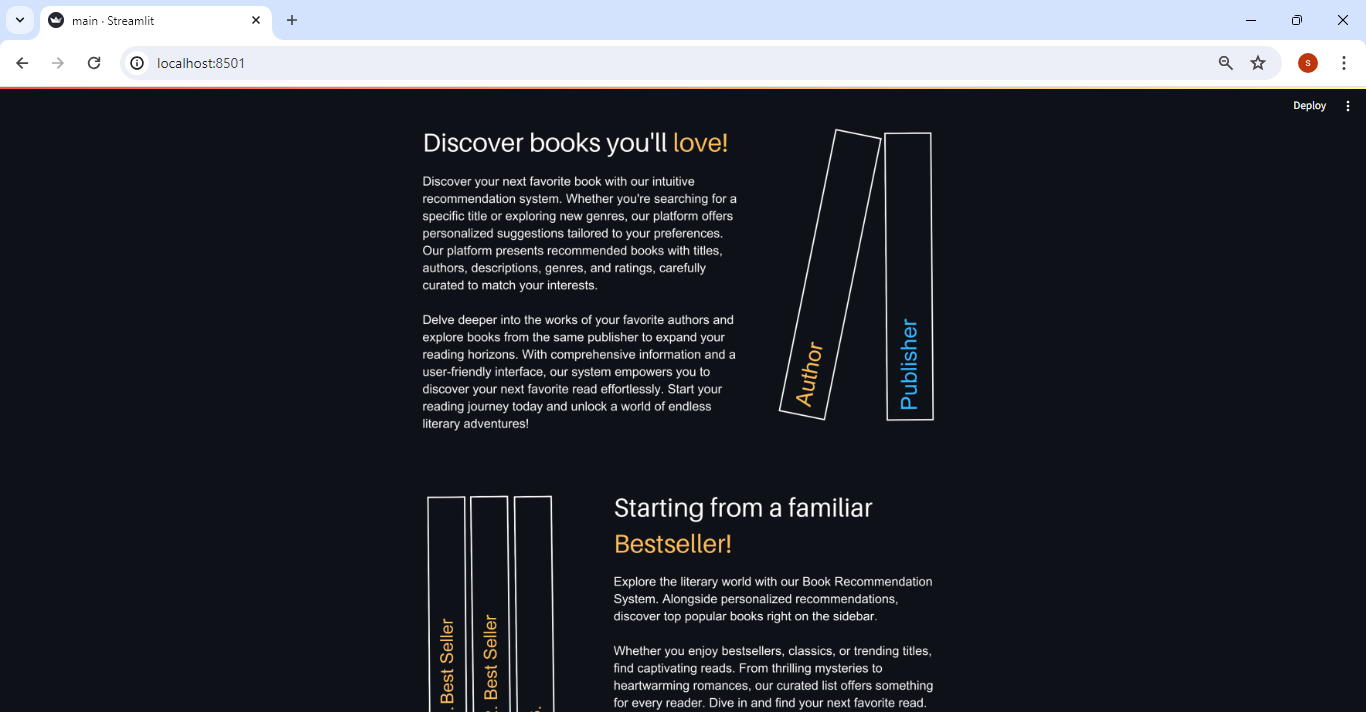 main · Streamlit
localhost:8501
s
Deploy
Discover books you'll love!
Discover your next favorite book with our intuitive
recommendation system. Whether you're searching for a
specific title or exploring new genres, our platform offers
personalized suggestions tailored to your preferences.
Our platform presents recommended books with titles,
authors, descriptions, genres, and ratings, carefully
curated to match your interests.
Delve deeper into the works of your favorite authors and
explore books from the same publisher to expand your
reading horizons. With comprehensive information and a
user-friendly interface, our system empowers you to
discover your next favorite read effortlessly. Start your
reading journey today and unlock a world of endless
literary adventures!
Author
Publisher
Best Seller
Best Seller
Starting from a familiar
Bestseller!
Explore the literary world with our Book Recommendation
System. Alongside personalized recommendations,
discover top popular books right on the sidebar.
Whether you enjoy bestsellers, classics, or trending titles,
find captivating reads. From thrilling mysteries to
heartwarming romances, our curated list offers something
for every reader. Dive in and find your next favorite read.